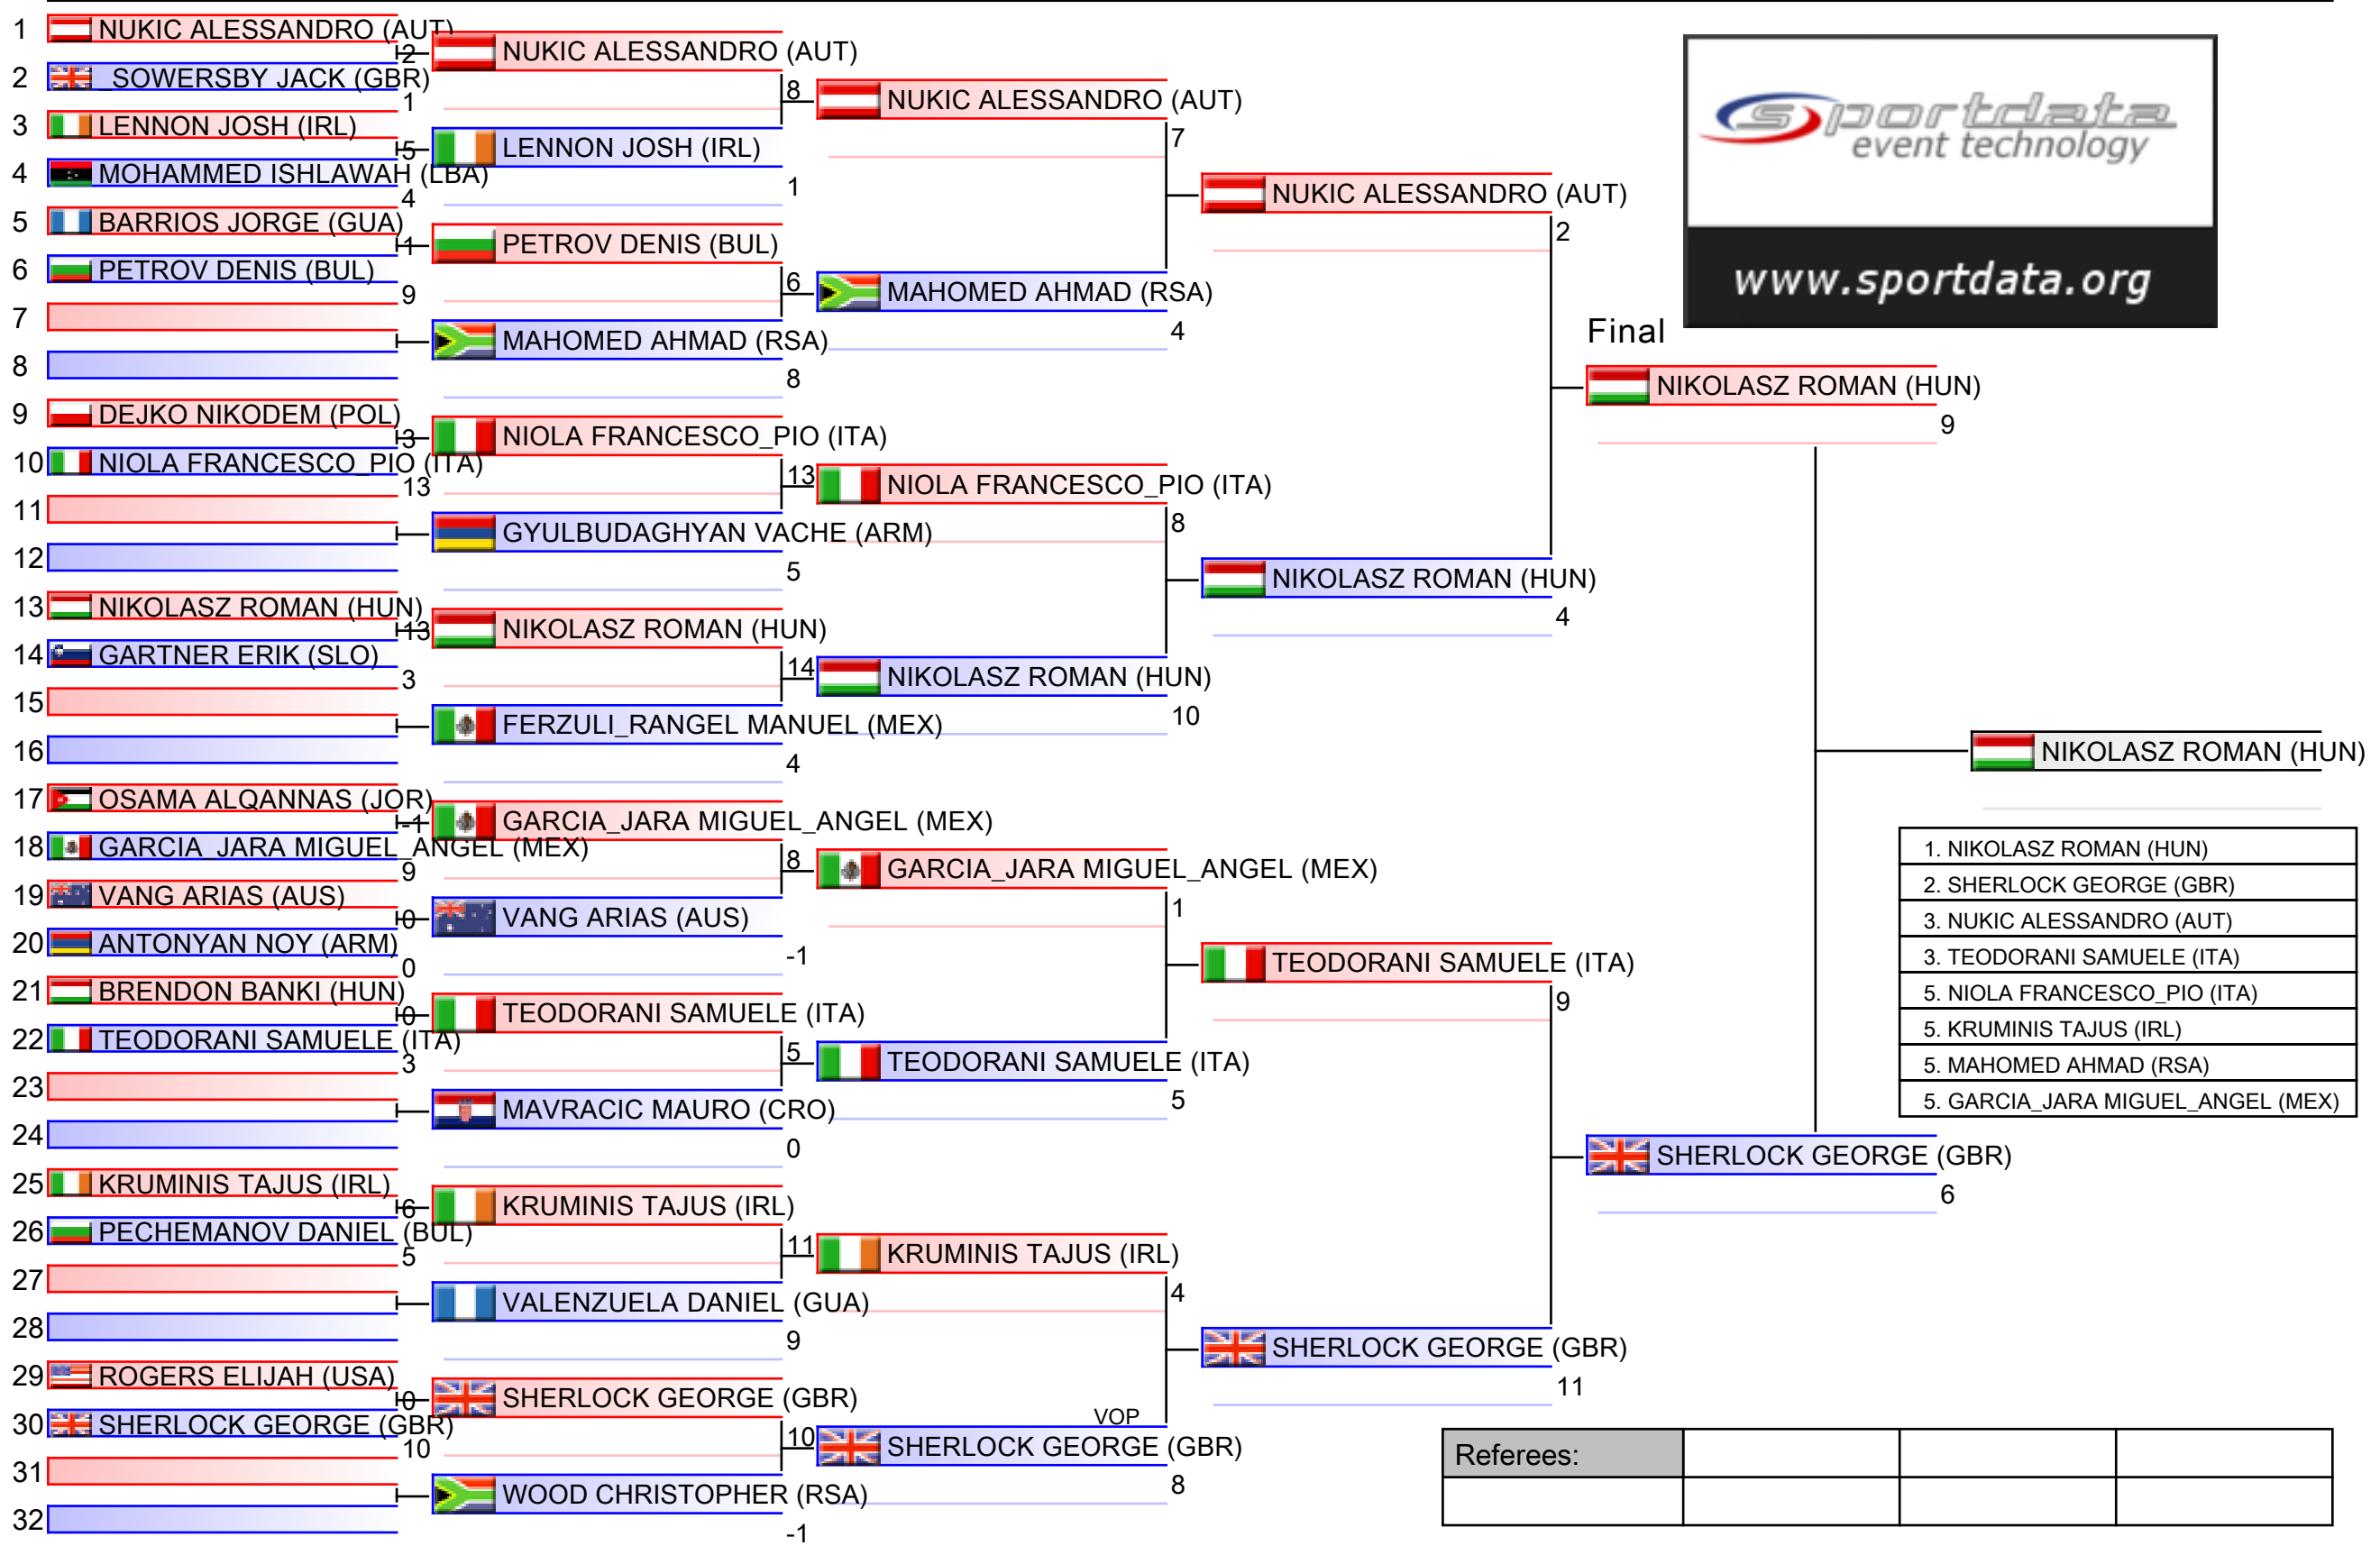 1 NUKIC ALESSANDRO (AUT)
2
2 _SOWERSBY JACK (GBR)
1
NUKIC ALESSANDRO (AUT)
8
3 LENNON JOSH (IRL)
5
4 MOHAMMED ISHLAWAH (LBA)
4
LENNON JOSH (IRL)
1
NUKIC ALESSANDRO (AUT)
7
5 BARRIOS JORGE (GUA)
1
6 PETROV DENIS (BUL)
9
PETROV DENIS (BUL)
6
7
8
MAHOMED AHMAD (RSA)
8
MAHOMED AHMAD (RSA)
4
NUKIC ALESSANDRO (AUT)
2
9 DEJKO NIKODEM (POL)
3
10 NIOLA FRANCESCO_PIO (ITA)
13
NIOLA FRANCESCO_PIO (ITA)
13
11
12
GYULBUDAGHYAN VACHE (ARM)
5
NIOLA FRANCESCO_PIO (ITA)
8
13 NIKOLASZ ROMAN (HUN)
13
14 GARTNER ERIK (SLO)
3
NIKOLASZ ROMAN (HUN)
14
15
16
FERZULI_RANGEL MANUEL (MEX)
4
NIKOLASZ ROMAN (HUN)
10
NIKOLASZ ROMAN (HUN)
4
17 OSAMA ALQANNAS (JOR)
-1
18 GARCIA_JARA MIGUEL_ANGEL (MEX)
9
GARCIA_JARA MIGUEL_ANGEL (MEX)
8
19 VANG ARIAS (AUS)
0
20 ANTONYAN NOY (ARM)
0
VANG ARIAS (AUS)
-1
GARCIA_JARA MIGUEL_ANGEL (MEX)
1
21 BRENDON BANKI (HUN)
0
22 TEODORANI SAMUELE (ITA)
3
TEODORANI SAMUELE (ITA)
5
23
24
MAVRACIC MAURO (CRO)
0
TEODORANI SAMUELE (ITA)
5
TEODORANI SAMUELE (ITA)
9
25 KRUMINIS TAJUS (IRL)
6
26 PECHEMANOV DANIEL (BUL)
5
KRUMINIS TAJUS (IRL)
11
27
28
VALENZUELA DANIEL (GUA)
9
KRUMINIS TAJUS (IRL)
4
29 ROGERS ELIJAH (USA)
0
30 SHERLOCK GEORGE (GBR)
10
SHERLOCK GEORGE (GBR)
10
31
32
WOOD CHRISTOPHER (RSA)
-1
VOP
SHERLOCK GEORGE (GBR)
8
SHERLOCK GEORGE (GBR)
11
sportdata
event technology
www.sportdata.org
Final
NIKOLASZ ROMAN (HUN)
9
SHERLOCK GEORGE (GBR)
6
NIKOLASZ ROMAN (HUN)
1. NIKOLASZ ROMAN (HUN)
2. SHERLOCK GEORGE (GBR)
3. NUKIC ALESSANDRO (AUT)
3. TEODORANI SAMUELE (ITA)
5. NIOLA FRANCESCO_PIO (ITA)
5. KRUMINIS TAJUS (IRL)
5. MAHOMED AHMAD (RSA)
5. GARCIA_JARA MIGUEL_ANGEL (MEX)
Referees: